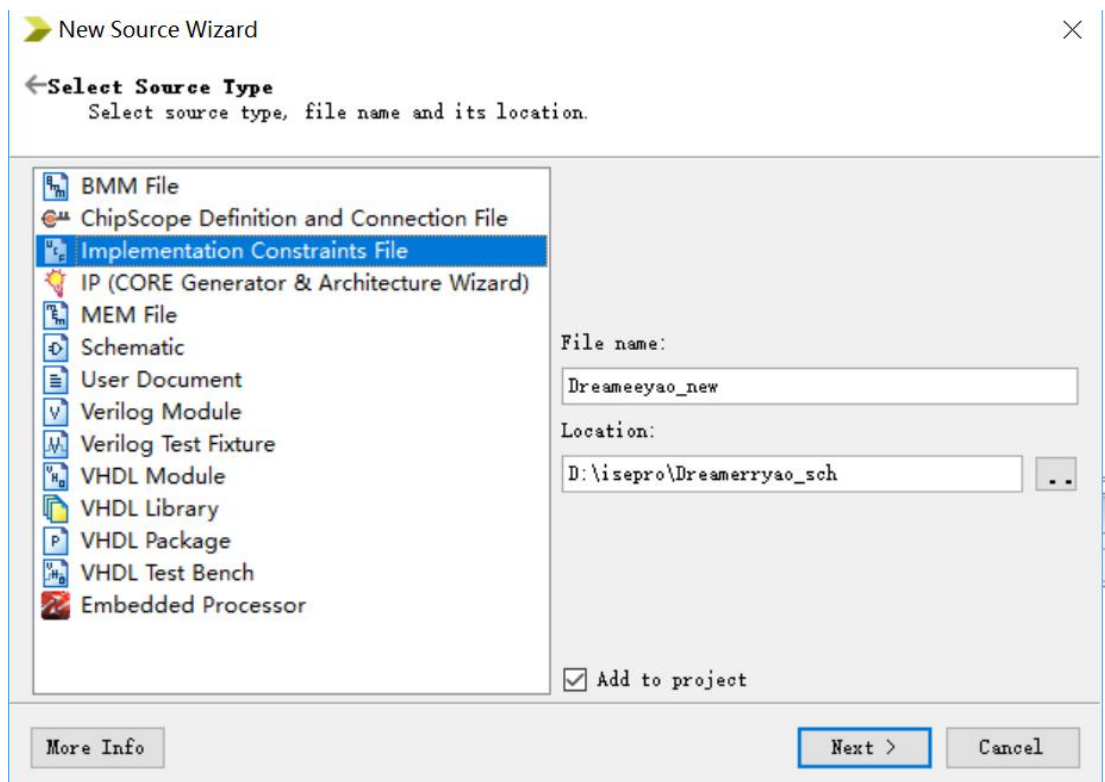 New Source Wizard
Select Source Type
Select source type, file name and its location.
BMM File
ChipScope Definition and Connection File
Implementation Constraints File
IP (CORE Generator & Architecture Wizard)
MEM File
Schematic
User Document
Verilog Module
Verilog Test Fixture
VHDL Module
VHDL Library
VHDL Package
VHDL Test Bench
Embedded Processor
File name:
Dreameeyao_new
Location:
D:\isepro\Dreamerryao_sch
..
Add to project
More Info
Next >
Cancel